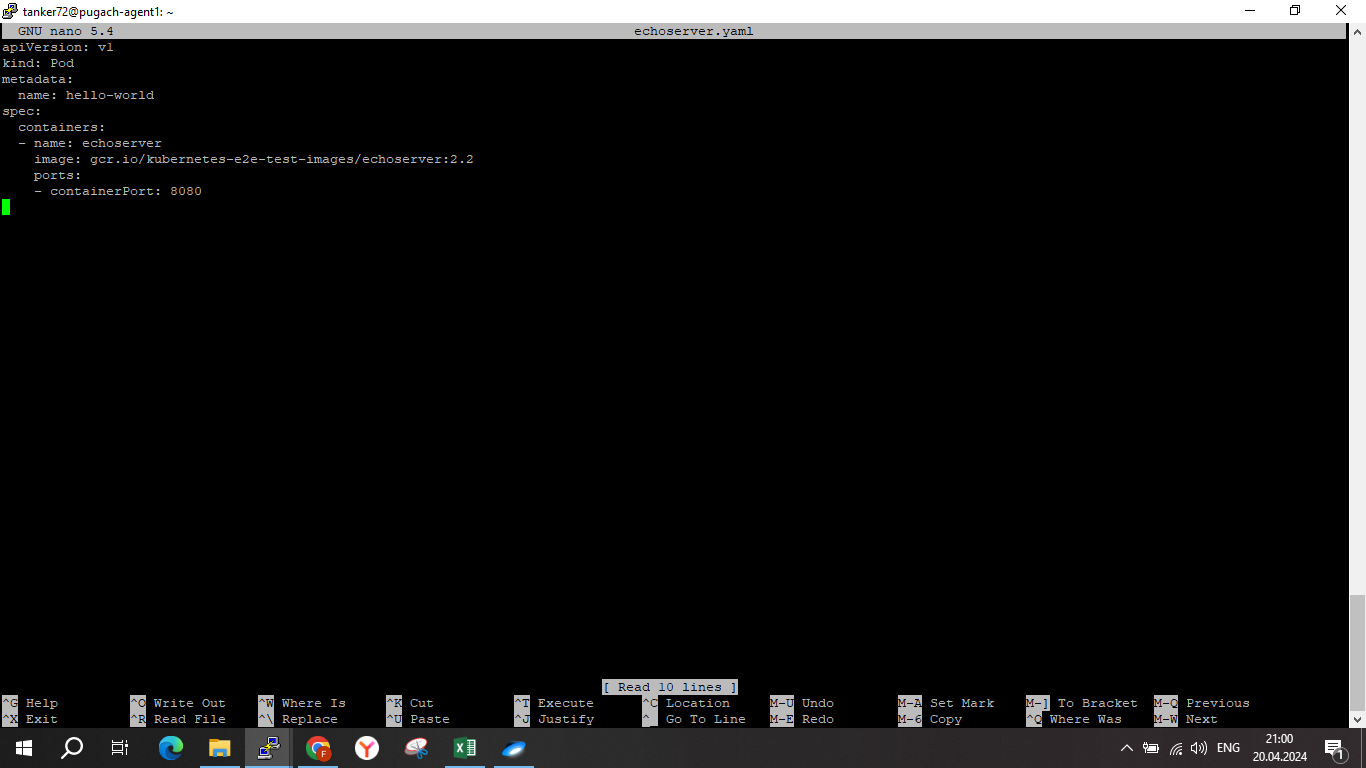 tanker72@pugach-agent1: ~
GNU nano 5.4 echoserver.yaml
apiVersion: v1
kind: Pod
metadata:
  name: hello-world
spec:
  containers:
  - name: echoserver
    image: gcr.io/kubernetes-e2e-test-images/echoserver:2.2
    ports:
    - containerPort: 8080
[ Read 10 lines ]
^G Help ^O Write Out ^W Where Is ^K Cut ^T Execute ^C Location M-U Undo M-A Set Mark M-] To Bracket M-Q Previous
^X Exit ^R Read File ^\ Replace ^U Paste ^J Justify ^_ Go To Line M-E Redo M-6 Copy ^Q Where Was M-W Next
ENG
21:00
20.04.2024
1